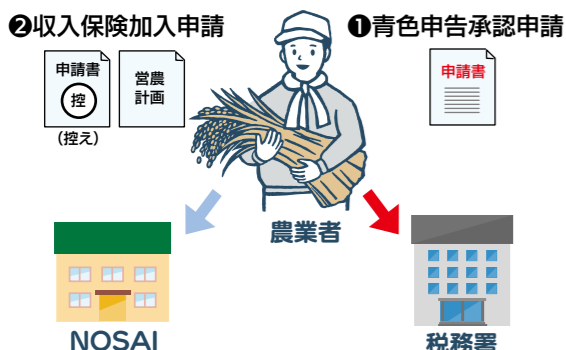 ❷収入保険加入申請
❶青色申告承認申請
申請書
控
(控え)
営農
計画
申請書
農業者
NOSAI
税務署